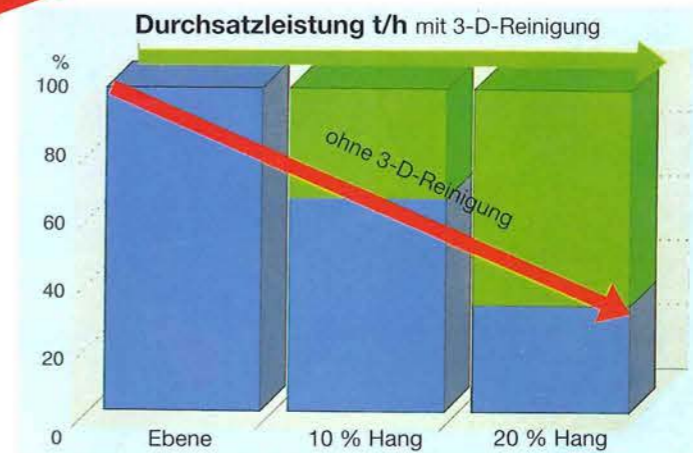 Durchsatzleistung t/h mit 3-D-Reinigung
%
100
80
60
40
20
0
ohne 3-D-Reinigung
Ebene 10 % Hang 20 % Hang